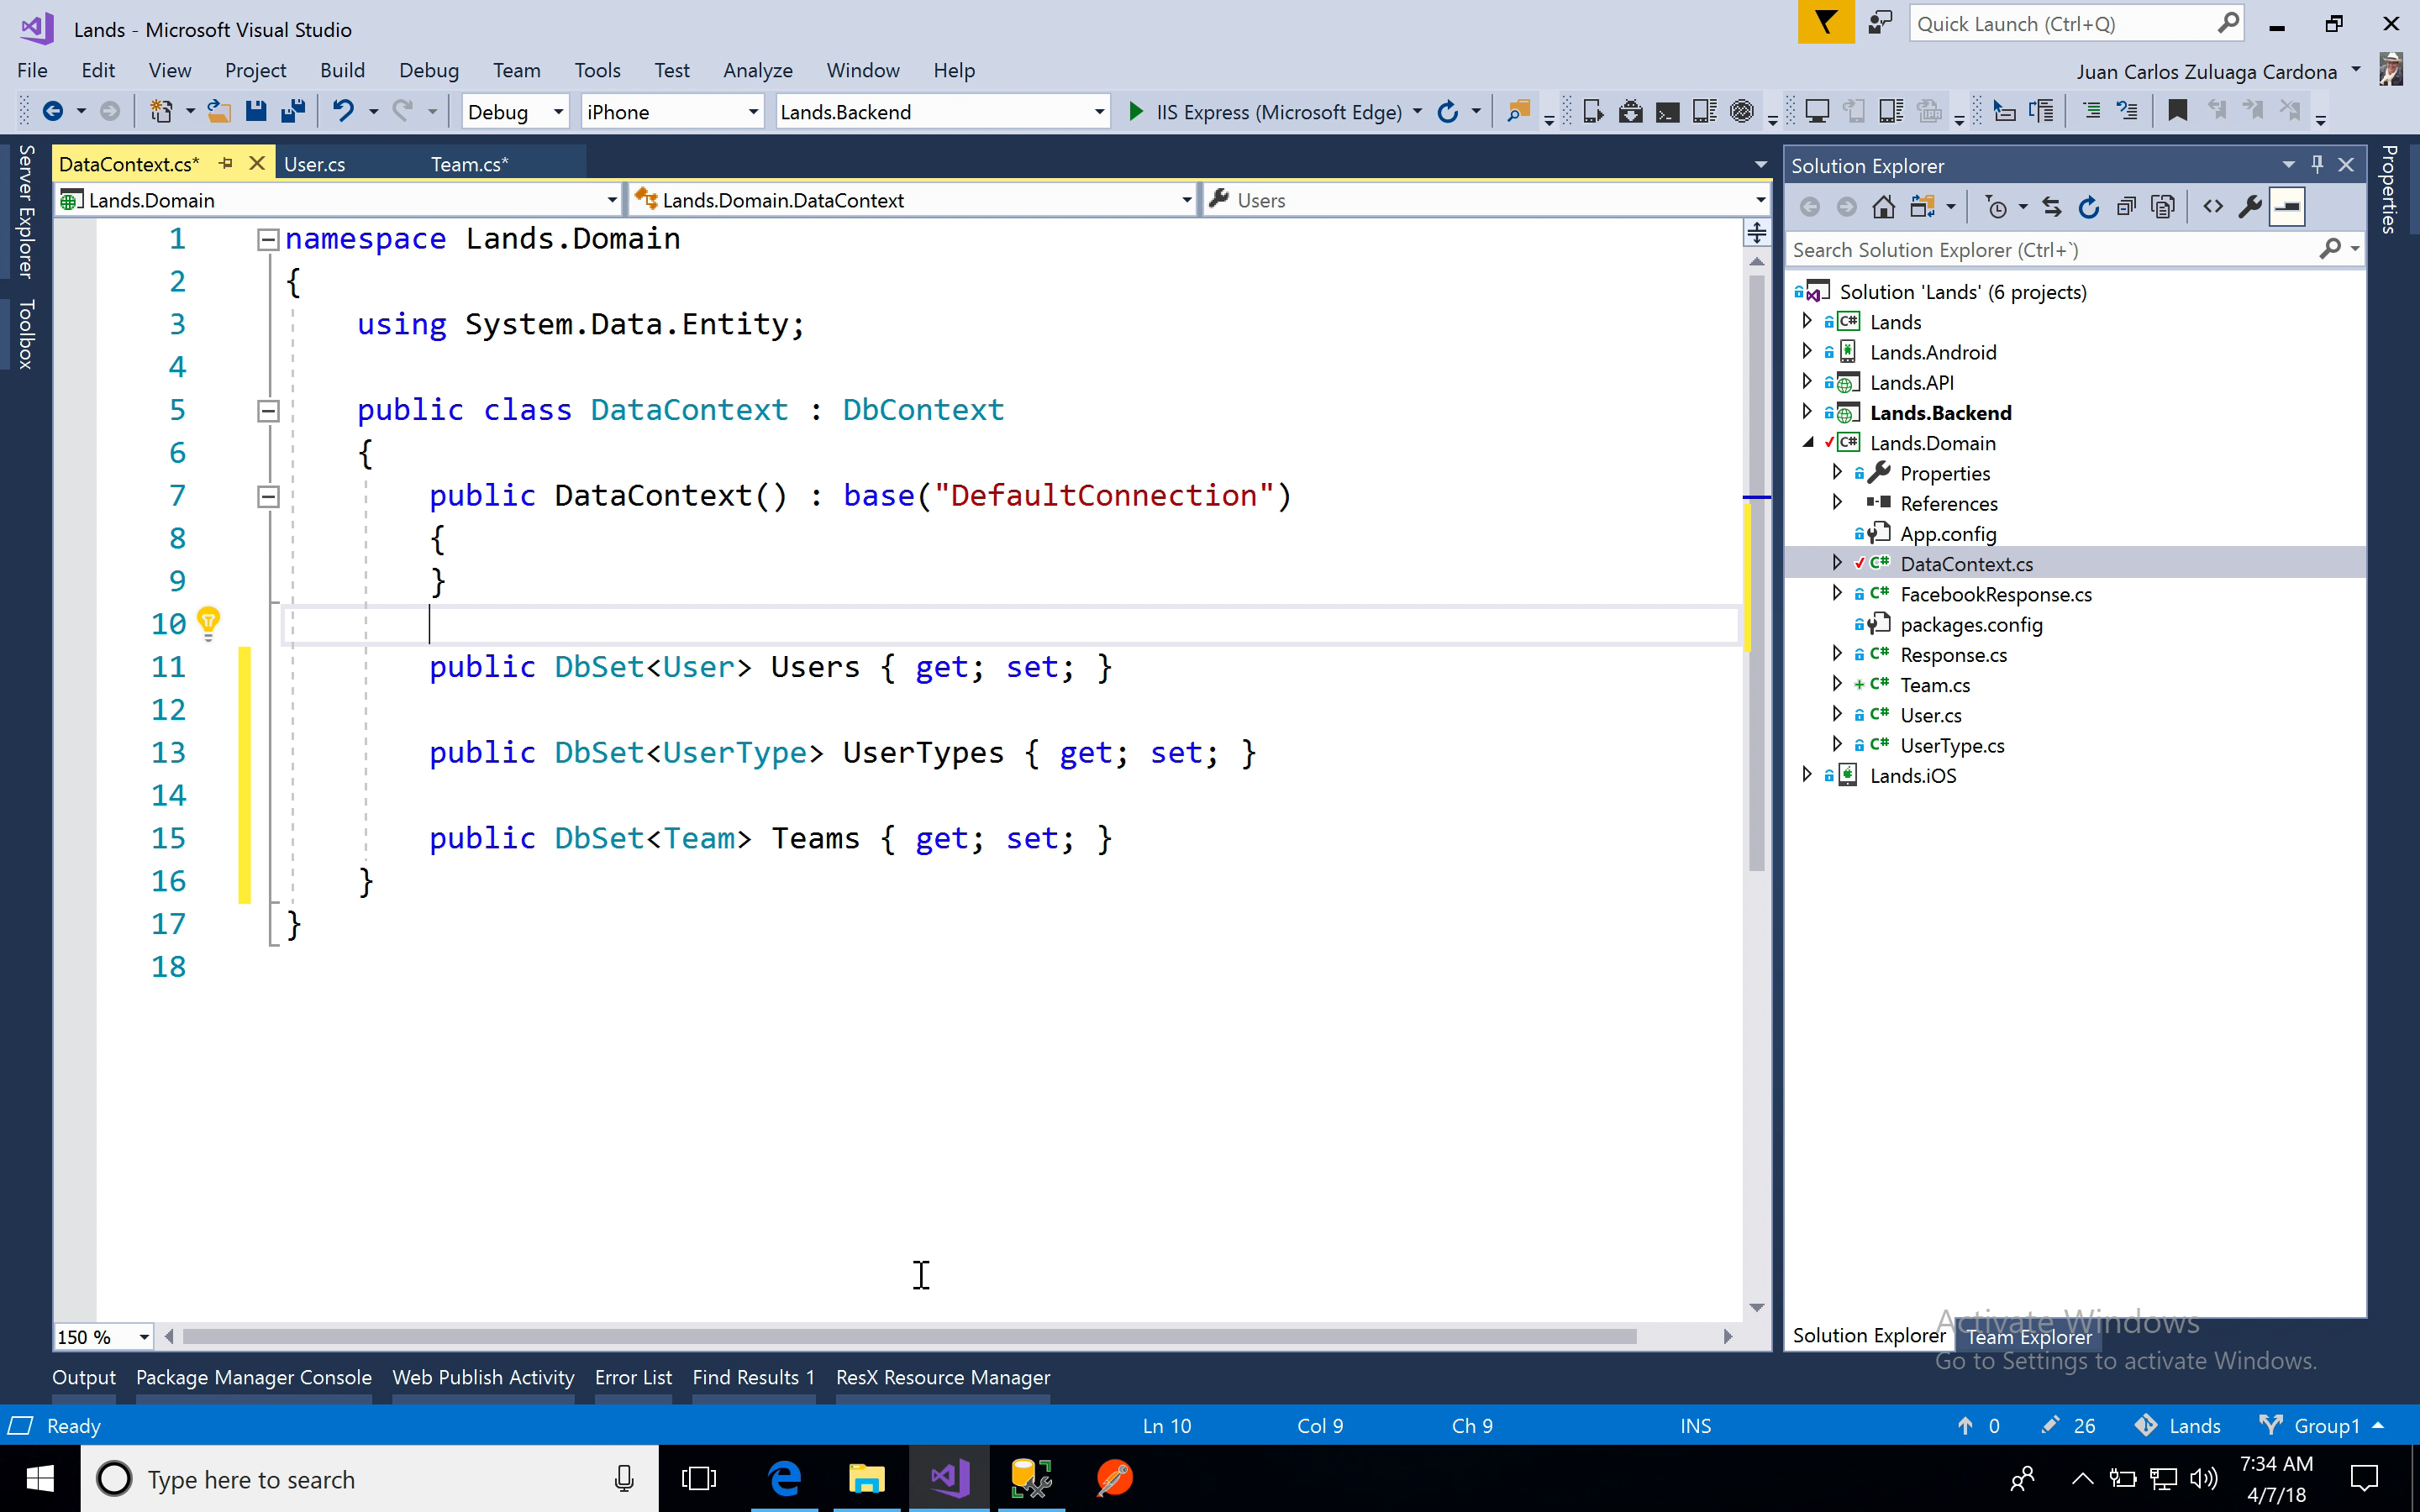 Lands - Microsoft Visual Studio
Quick Launch (Ctrl+Q)
File Edit View Project Build Debug Team Tools Test Analyze Window Help
Juan Carlos Zuluaga Cardona
Debug iPhone Lands.Backend IIS Express (Microsoft Edge)
Server Explorer
Toolbox
DataContext.cs* User.cs Team.cs*
Lands.Domain Lands.Domain.DataContext Users
1 namespace Lands.Domain
2 {
3 using System.Data.Entity;
4
5 public class DataContext : DbContext
6 {
7 public DataContext() : base("DefaultConnection")
8 {
9 }
10
11 public DbSet<User> Users { get; set; }
12
13 public DbSet<UserType> UserTypes { get; set; }
14
15 public DbSet<Team> Teams { get; set; }
16 }
17 }
18
150 %
Solution Explorer
Search Solution Explorer (Ctrl+`)
Solution 'Lands' (6 projects)
C# Lands
Lands.Android
Lands.API
Lands.Backend
C# Lands.Domain
Properties
References
App.config
C# DataContext.cs
C# FacebookResponse.cs
packages.config
C# Response.cs
C# Team.cs
C# User.cs
C# UserType.cs
Lands.iOS
Properties
Solution Explorer Team Explorer
Activate Windows
Go to Settings to activate Windows.
Output Package Manager Console Web Publish Activity Error List Find Results 1 ResX Resource Manager
Ready Ln 10 Col 9 Ch 9 INS 0 26 Lands Group1
Type here to search
7:34 AM
4/7/18